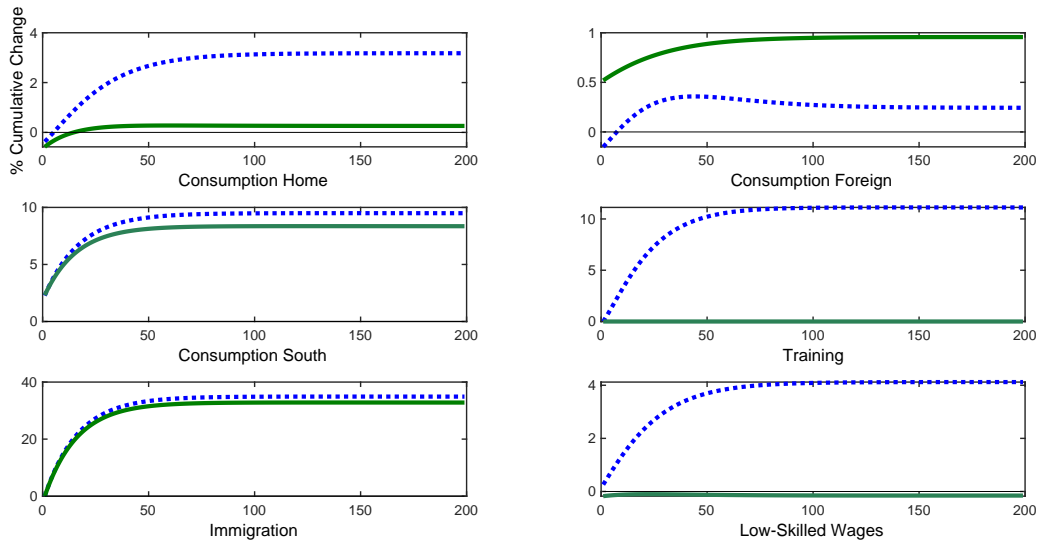 % Cumulative Change
4
2
0
0 50 100 150 200
Consumption Home
1
0.5
0
0 50 100 150 200
Consumption Foreign
10
5
0
0 50 100 150 200
Consumption South
10
5
0
0 50 100 150 200
Training
40
20
0
0 50 100 150 200
Immigration
4
2
0
0 50 100 150 200
Low-Skilled Wages